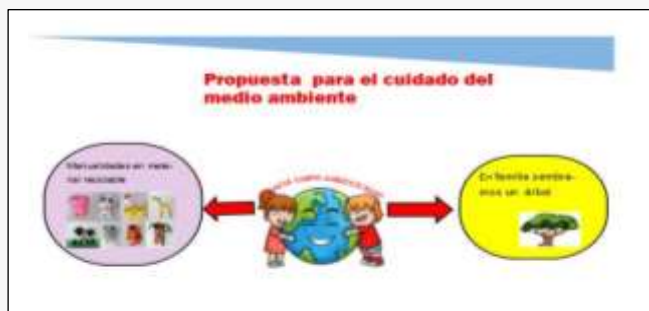 Propuesta para el cuidado del
medio ambiente
Manualidades en mate-
rial reciclable
En familia sembra-
mos un árbol